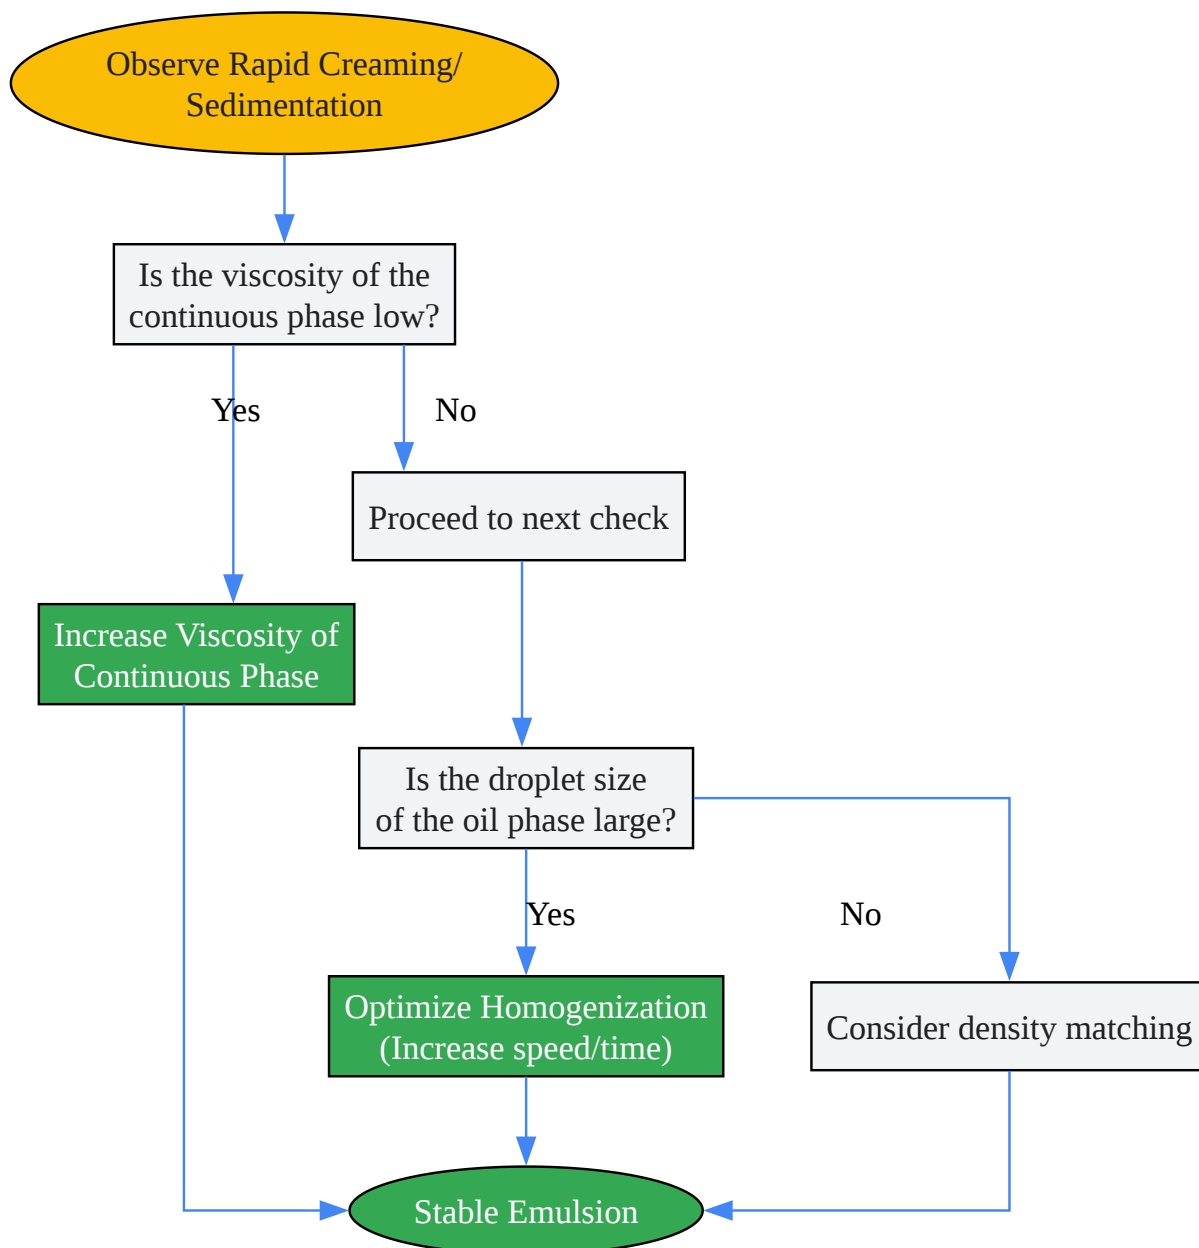 Observe Rapid Creaming/
Sedimentation
Is the viscosity of the
continuous phase low?
Yes
No
Proceed to next check
Increase Viscosity of
Continuous Phase
Is the droplet size
of the oil phase large?
Yes
No
Optimize Homogenization
(Increase speed/time)
Consider density matching
Stable Emulsion